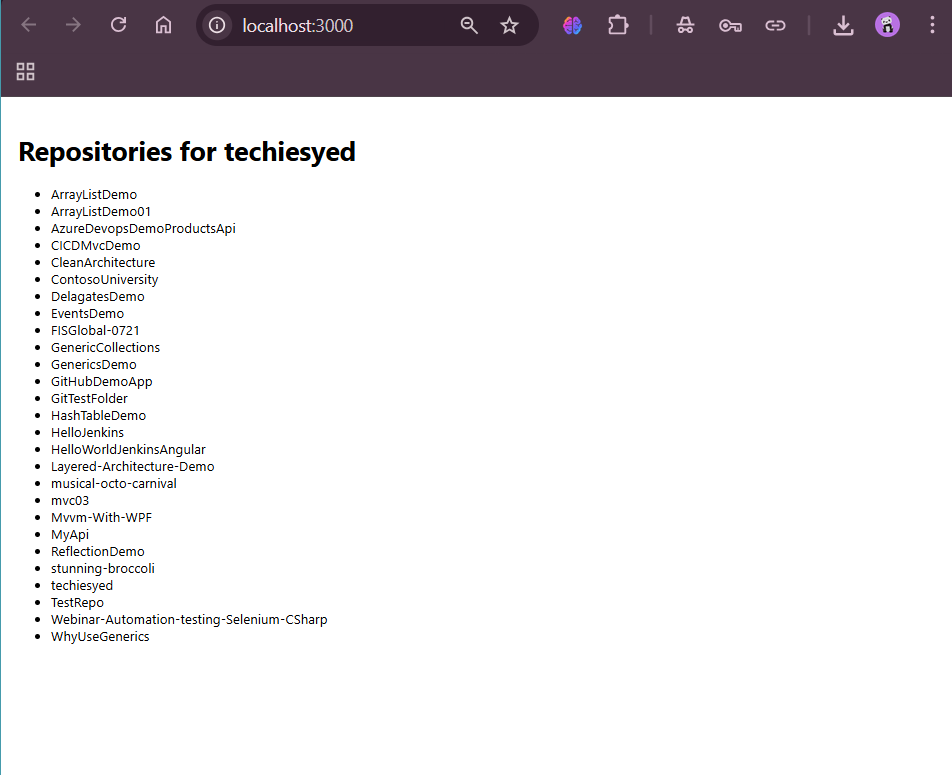 localhost:3000
Repositories for techiesyed
ArrayListDemo
ArrayListDemo01
AzureDevopsDemoProductsApi
CICDMvcDemo
CleanArchitecture
ContosoUniversity
DelagatesDemo
EventsDemo
FISGlobal-0721
GenericCollections
GenericsDemo
GitHubDemoApp
GitTestFolder
HashTableDemo
HelloJenkins
HelloWorldJenkinsAngular
Layered-Architecture-Demo
musical-octo-carnival
mvc03
Mvvm-With-WPF
MyApi
ReflectionDemo
stunning-broccoli
techiesyed
TestRepo
Webinar-Automation-testing-Selenium-CSharp
WhyUseGenerics